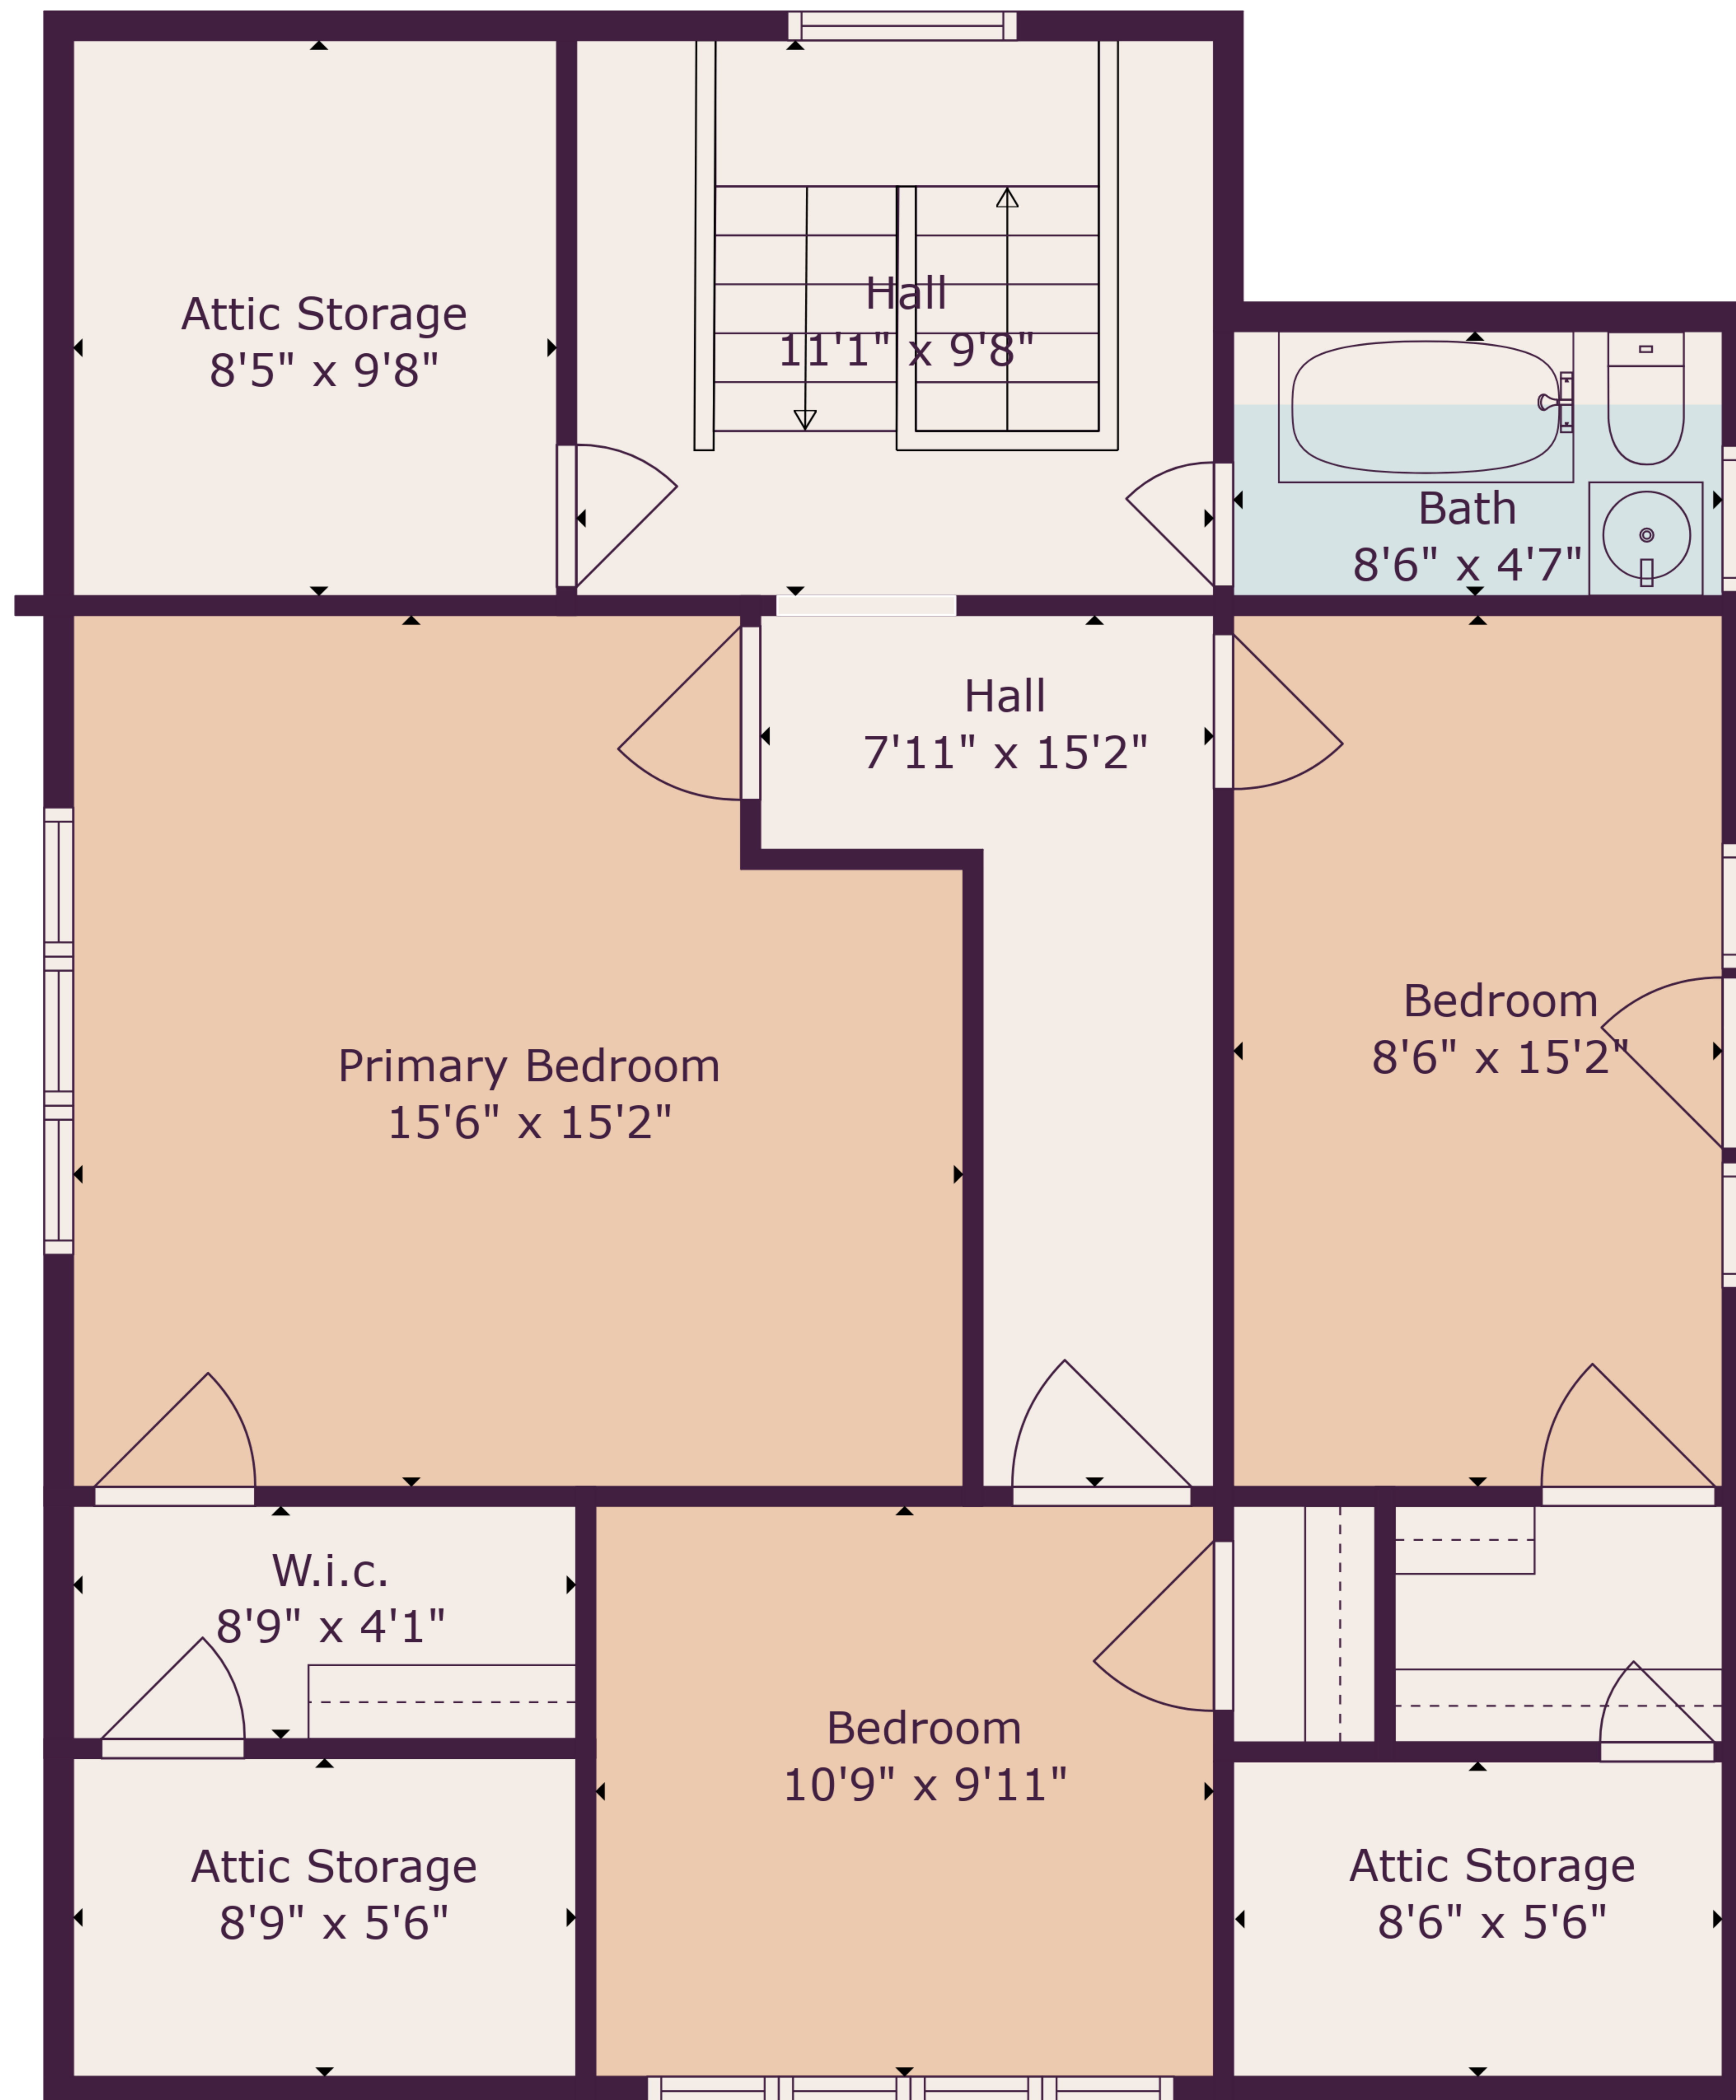 Attic Storage
8'5" x 9'8"
Hall
11'1" x 9'8"
Bath
8'6" x 4'7"
Hall
7'11" x 15'2"
Primary Bedroom
15'6" x 15'2"
Bedroom
8'6" x 15'2"
W.i.c.
8'9" x 4'1"
Bedroom
10'9" x 9'11"
Attic Storage
8'9" x 5'6"
Attic Storage
8'6" x 5'6"